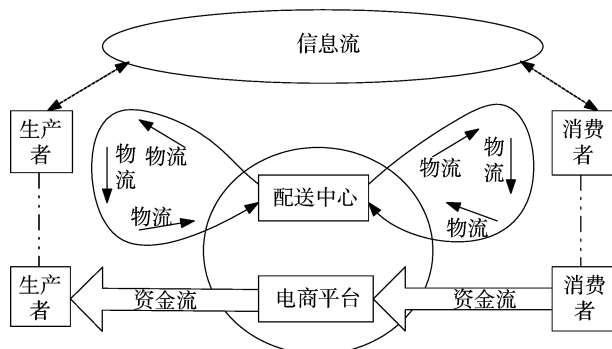 信息流
生产
者
消费
者
物
流
物流
物流
配送中心
物流
物
流
物流
生产
者
资金流
电商平台
资金流
消费
者